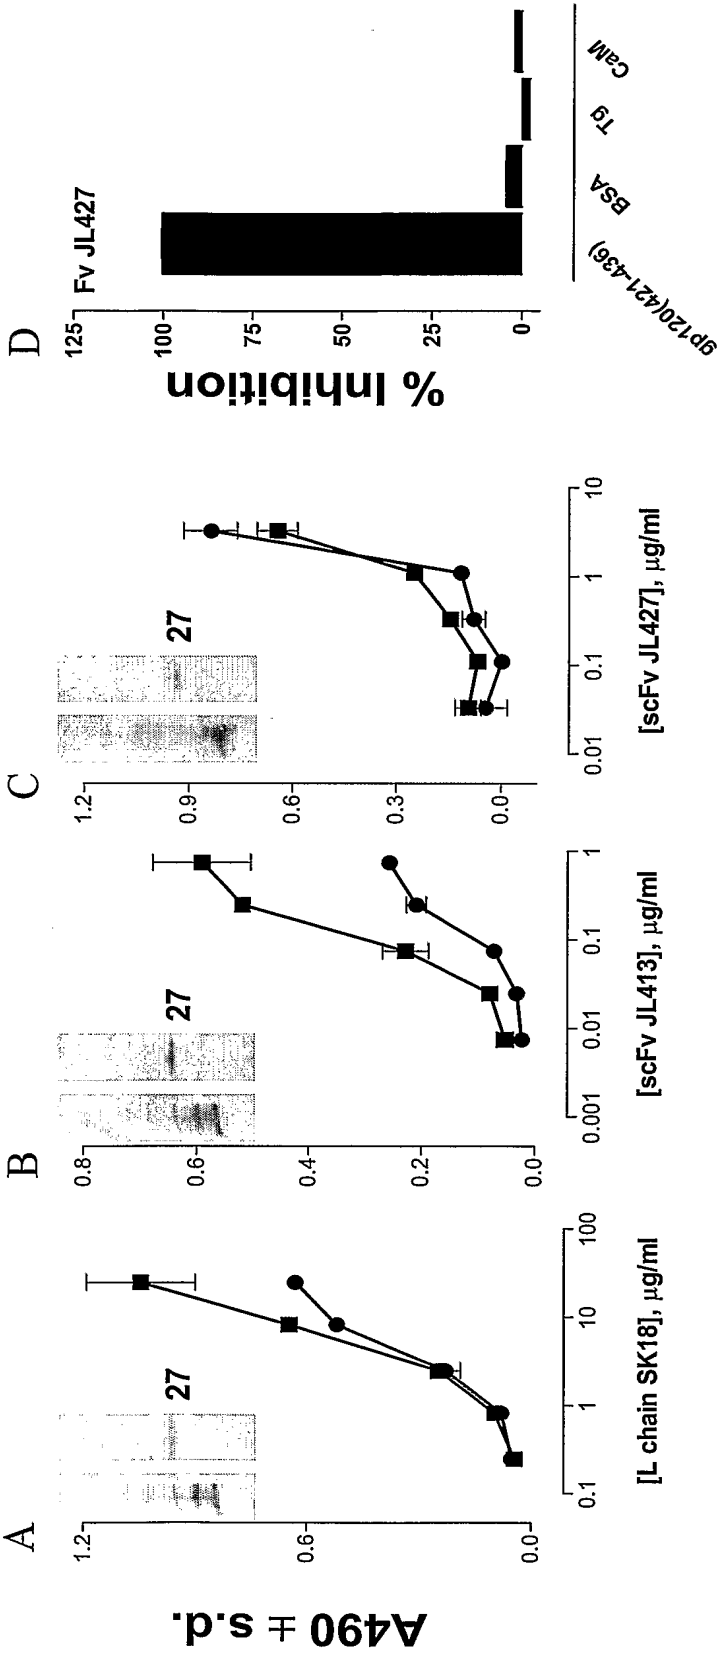 A
A490 ± s.d.
1.2
0.6
0.0
27
0.1
1
10
100
[L chain SK18], μg/ml
B
0.8
0.6
0.4
0.2
0.0
27
0.001
0.01
0.1
1
[scFv JL413], μg/ml
C
1.2
0.9
0.6
0.3
0.0
27
0.01
0.1
1
10
[scFv JL427], μg/ml
D
% Inhibition
125
100
75
50
25
0
Fv JL427
gp120(421-436)
BSA
Tg
CaM